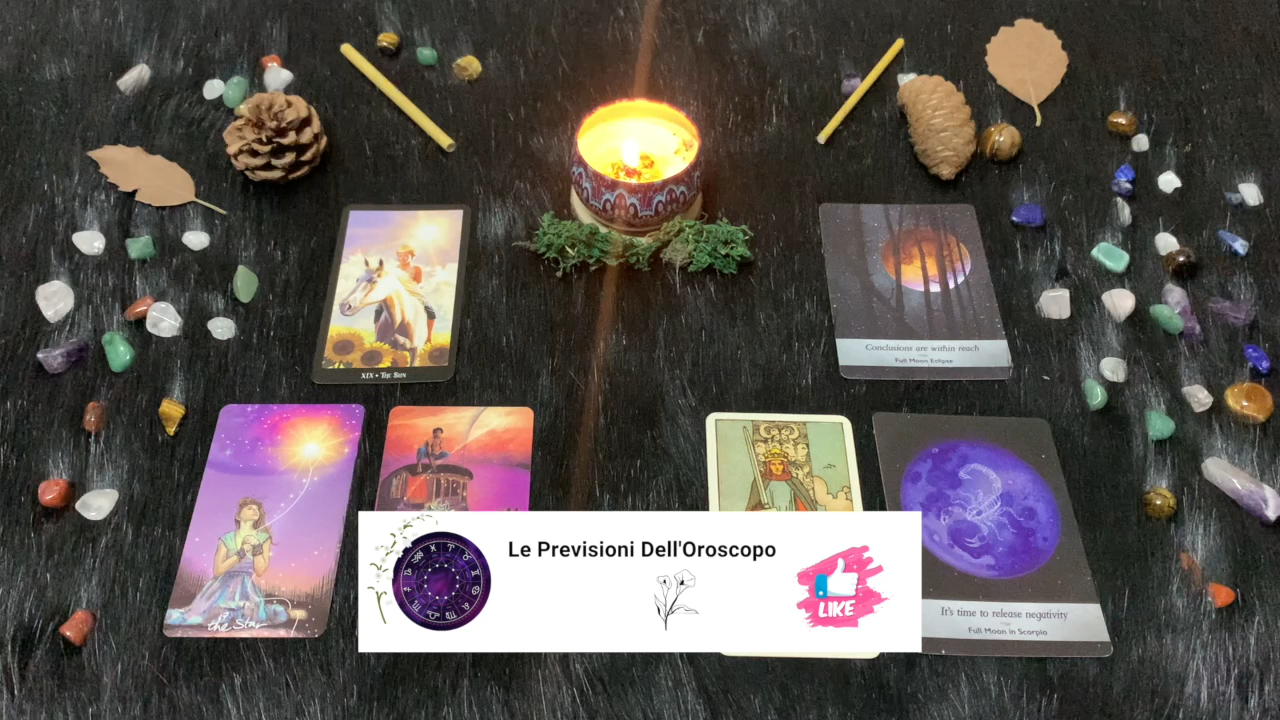 XIX • The Sun
Conclusions are within reach
Full Moon Eclipse
the Star
Le Previsioni Dell'Oroscopo
LIKE
It's time to release negativity
Full Moon in Scorpio